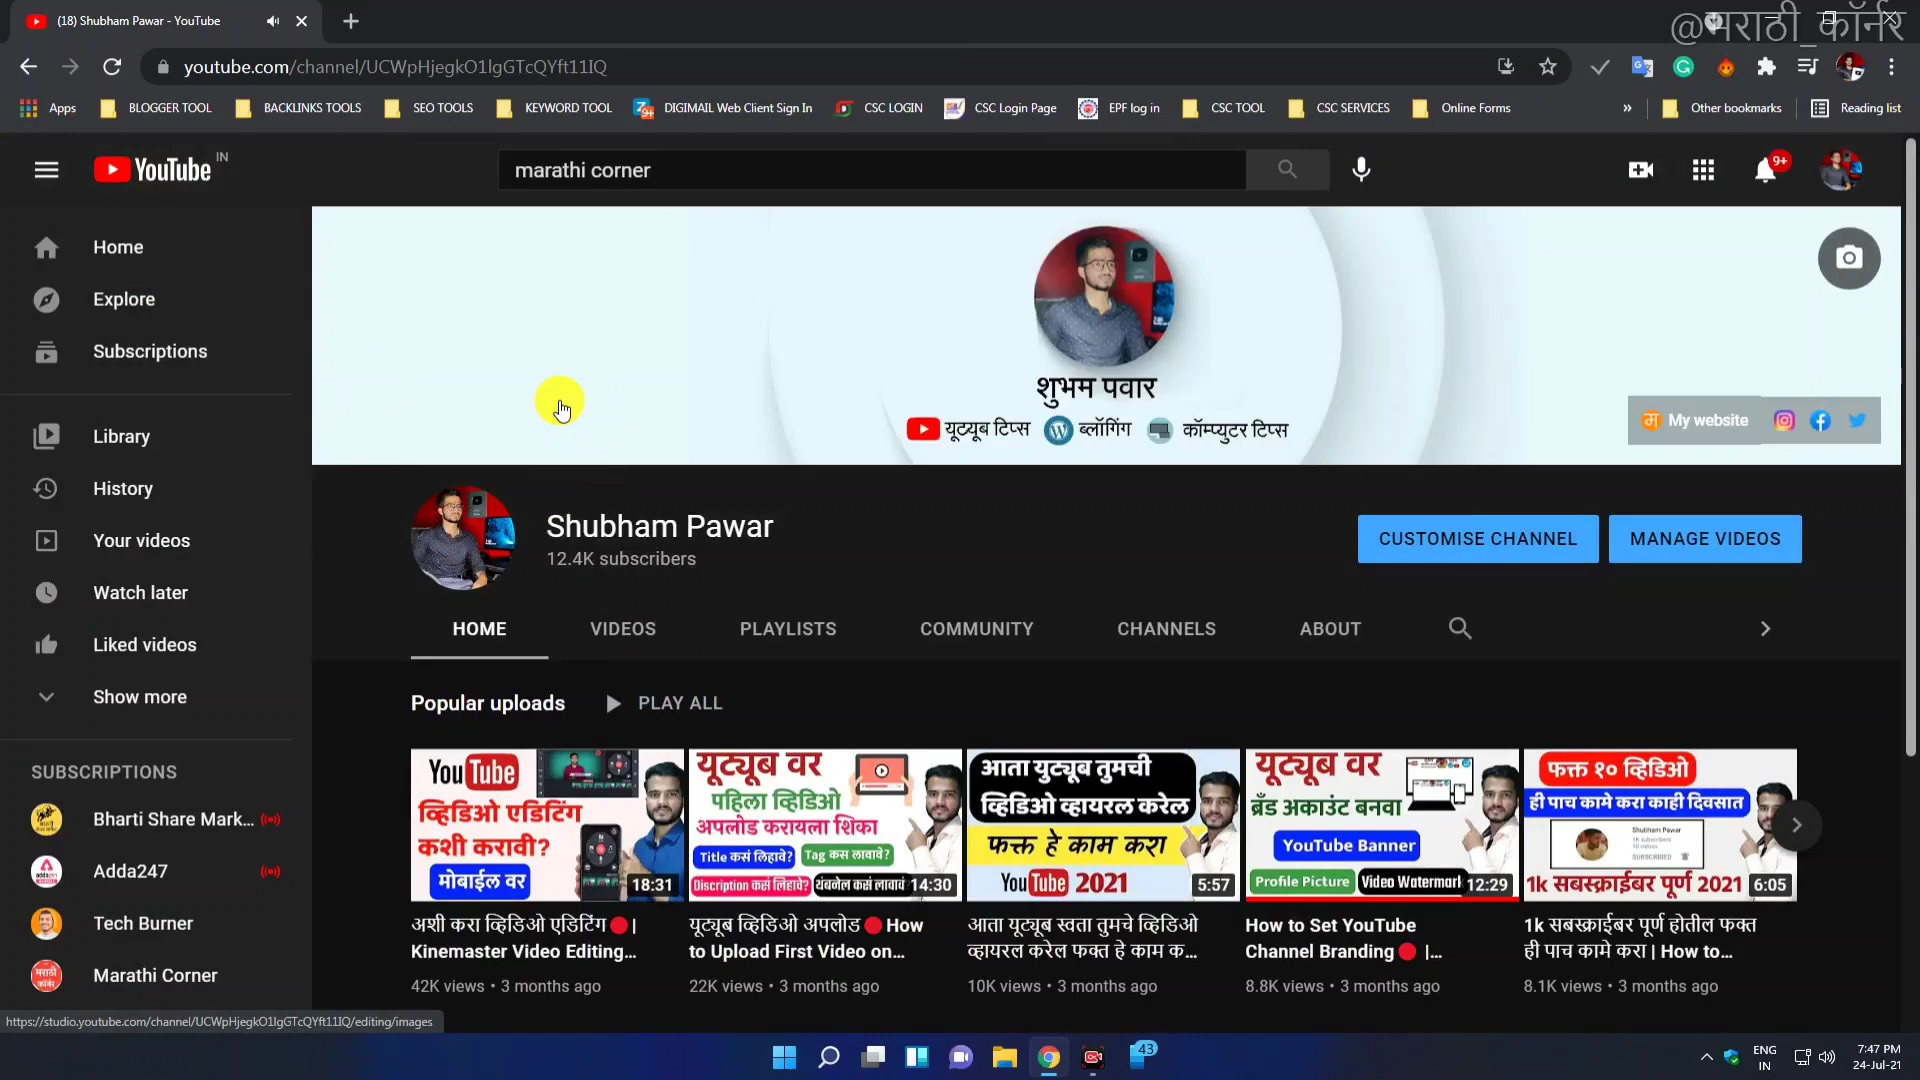 (18) Shubham Pawar - YouTube
@मराठी_कॉर्नर
youtube.com/channel/UCWpHjegkO1lgGTcQYft11IQ
Apps BLOGGER TOOL BACKLINKS TOOLS SEO TOOLS KEYWORD TOOL DIGIMAIL Web Client Sign In CSC LOGIN CSC Login Page EPF log in CSC TOOL CSC SERVICES Online Forms » Other bookmarks Reading list
YouTube IN
marathi corner
9+
Home
Explore
Subscriptions
Library
History
Your videos
Watch later
Liked videos
Show more
SUBSCRIPTIONS
Bharti Share Mark...
Adda247
Tech Burner
Marathi Corner
शुभम पवार
यूटयूब टिप्स ब्लॉगिंग कॉम्प्युटर टिप्स
My website
Shubham Pawar
12.4K subscribers
CUSTOMISE CHANNEL MANAGE VIDEOS
HOME VIDEOS PLAYLISTS COMMUNITY CHANNELS ABOUT
Popular uploads PLAY ALL
YouTube
व्हिडिओ एडिटिंग
कशी करावी?
मोबाईल वर
18:31
अशी करा व्हिडिओ एडिटिंग🔴 |
Kinemaster Video Editing...
42K views • 3 months ago
यूट्यूब वर
पहिला व्हिडिओ
अपलोड करायला शिका
Title कसं लिहावे? Tag कस लावावे?
Discription कसं लिहावे? थंबनेल कसं लावावं
14:30
यूट्यूब व्हिडिओ अपलोड🔴How
to Upload First Video on...
22K views • 3 months ago
आता युट्यूब तुमची
व्हिडिओ व्हायरल करेल
फक्त हे काम करा
YouTube 2021
5:57
आता यूट्यूब स्वता तुमचे व्हिडिओ
व्हायरल करेल फक्त हे काम क...
10K views • 3 months ago
यूट्यूब वर
ब्रँड अकाउंट बनवा
YouTube Banner
Profile Picture Video Watermark
12:29
How to Set YouTube
Channel Branding🔴 |...
8.8K views • 3 months ago
फक्त १० व्हिडिओ
ही पाच कामे करा काही दिवसात
Shubham Pawar
SUBSCRIBED
1k सबस्क्राईबर पूर्ण 2021
6:05
1k सबस्क्राईबर पूर्ण होतील फक्त
ही पाच कामे करा | How to...
8.1K views • 3 months ago
https://studio.youtube.com/channel/UCWpHjegkO1lgGTcQYft11IQ/editing/images
43
ENG
IN
7:47 PM
24-Jul-21